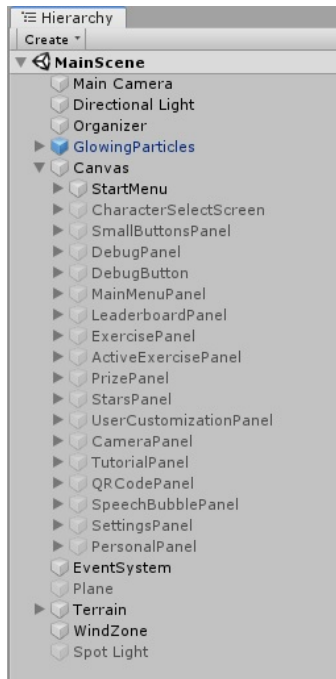 Hierarchy
Create
MainScene
Main Camera
Directional Light
Organizer
GlowingParticles
Canvas
StartMenu
CharacterSelectScreen
SmallButtonsPanel
DebugPanel
DebugButton
MainMenuPanel
LeaderboardPanel
ExercisePanel
ActiveExercisePanel
PrizePanel
StarsPanel
UserCustomizationPanel
CameraPanel
TutorialPanel
QRCodePanel
SpeechBubblePanel
SettingsPanel
PersonalPanel
EventSystem
Plane
Terrain
WindZone
Spot Light